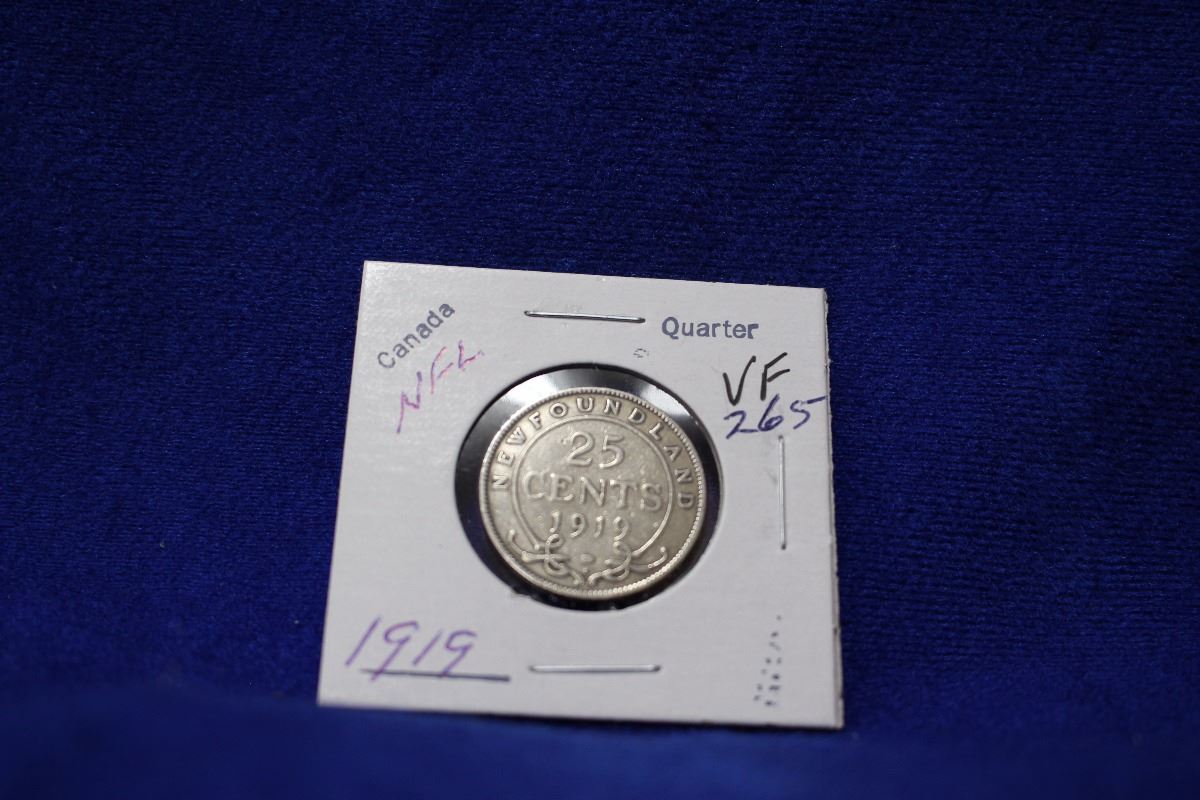 Canada
NFL
Quarter
VF
265
NEWFOUNDLAND
25
CENTS
1919
1919